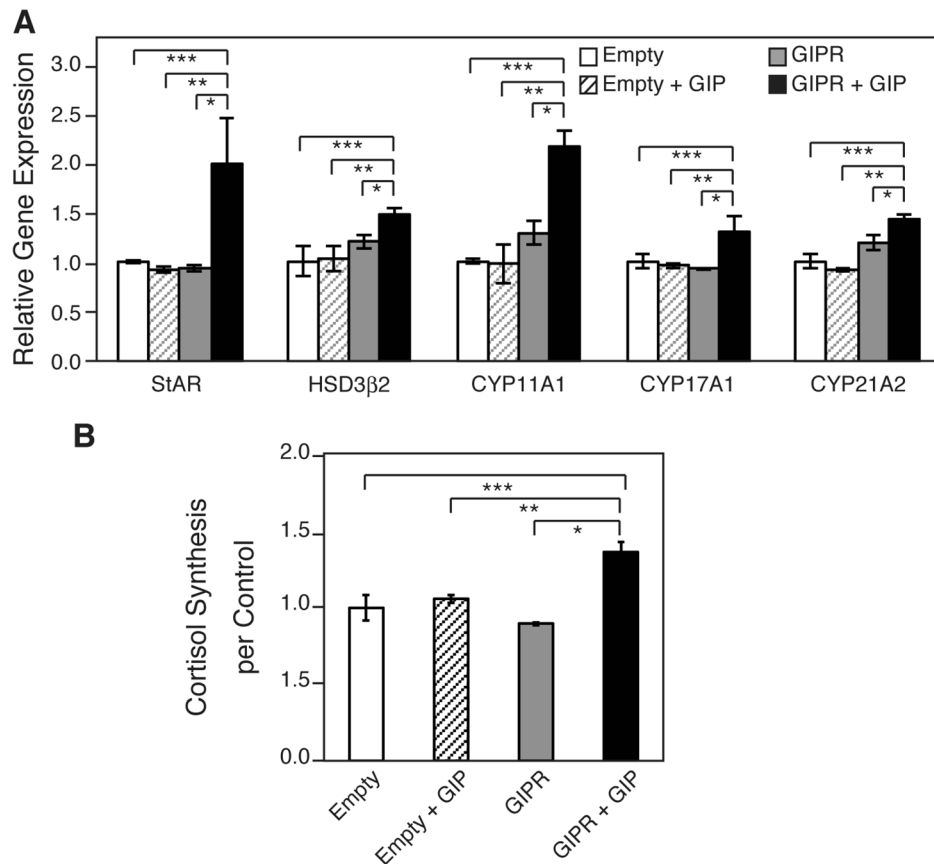 A
Relative Gene Expression
3.0
2.5
2.0
1.5
1.0
0.5
0.0
Empty
GIPR
Empty + GIP
GIPR + GIP
***
**
*
***
**
*
***
**
*
***
**
*
***
**
*
StAR
HSD3β2
CYP11A1
CYP17A1
CYP21A2
B
Cortisol Synthesis
per Control
2.0
1.5
1.0
1.5
0.0
***
**
*
Empty
Empty + GIP
GIPR
GIPR + GIP